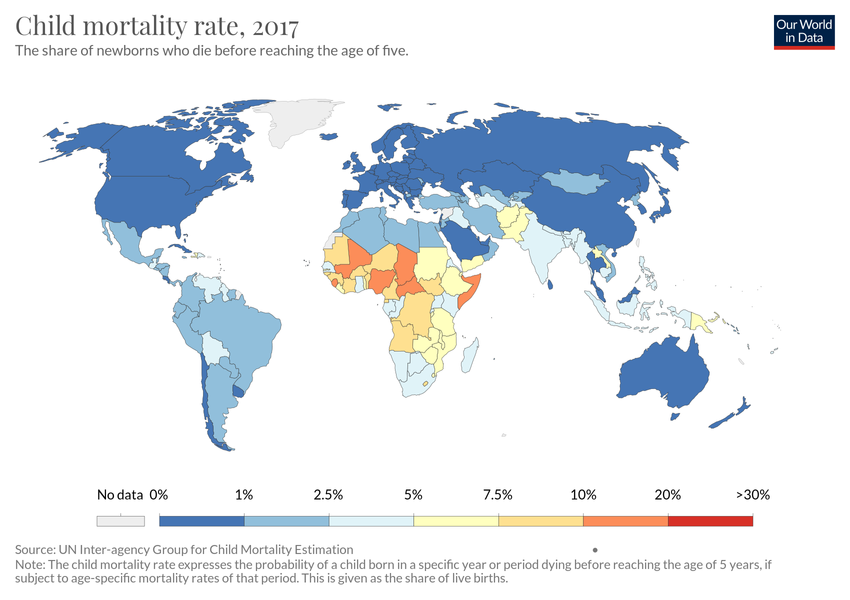 Child mortality rate, 2017
The share of newborns who die before reaching the age of five.
Our World
in Data
No data 0% 1% 2.5% 5% 7.5% 10% 20% >30%
Source: UN Inter-agency Group for Child Mortality Estimation
Note: The child mortality rate expresses the probability of a child born in a specific year or period dying before reaching the age of 5 years, if
subject to age-specific mortality rates of that period. This is given as the share of live births.